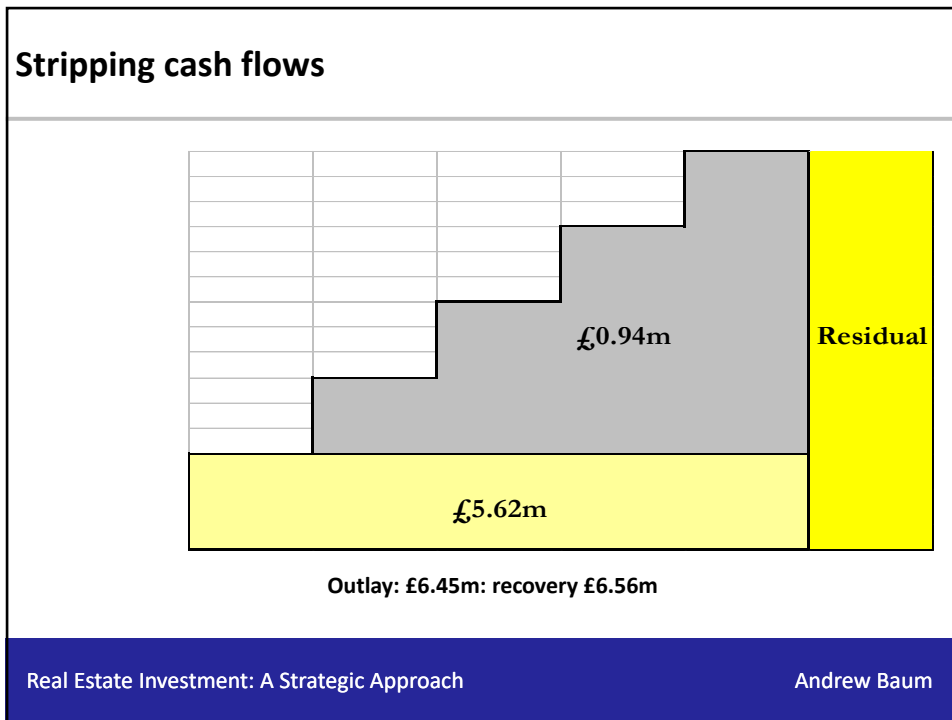 Stripping cash flows
£0.94m
Residual
£5.62m
Outlay: £6.45m: recovery £6.56m
Real Estate Investment: A Strategic Approach
Andrew Baum